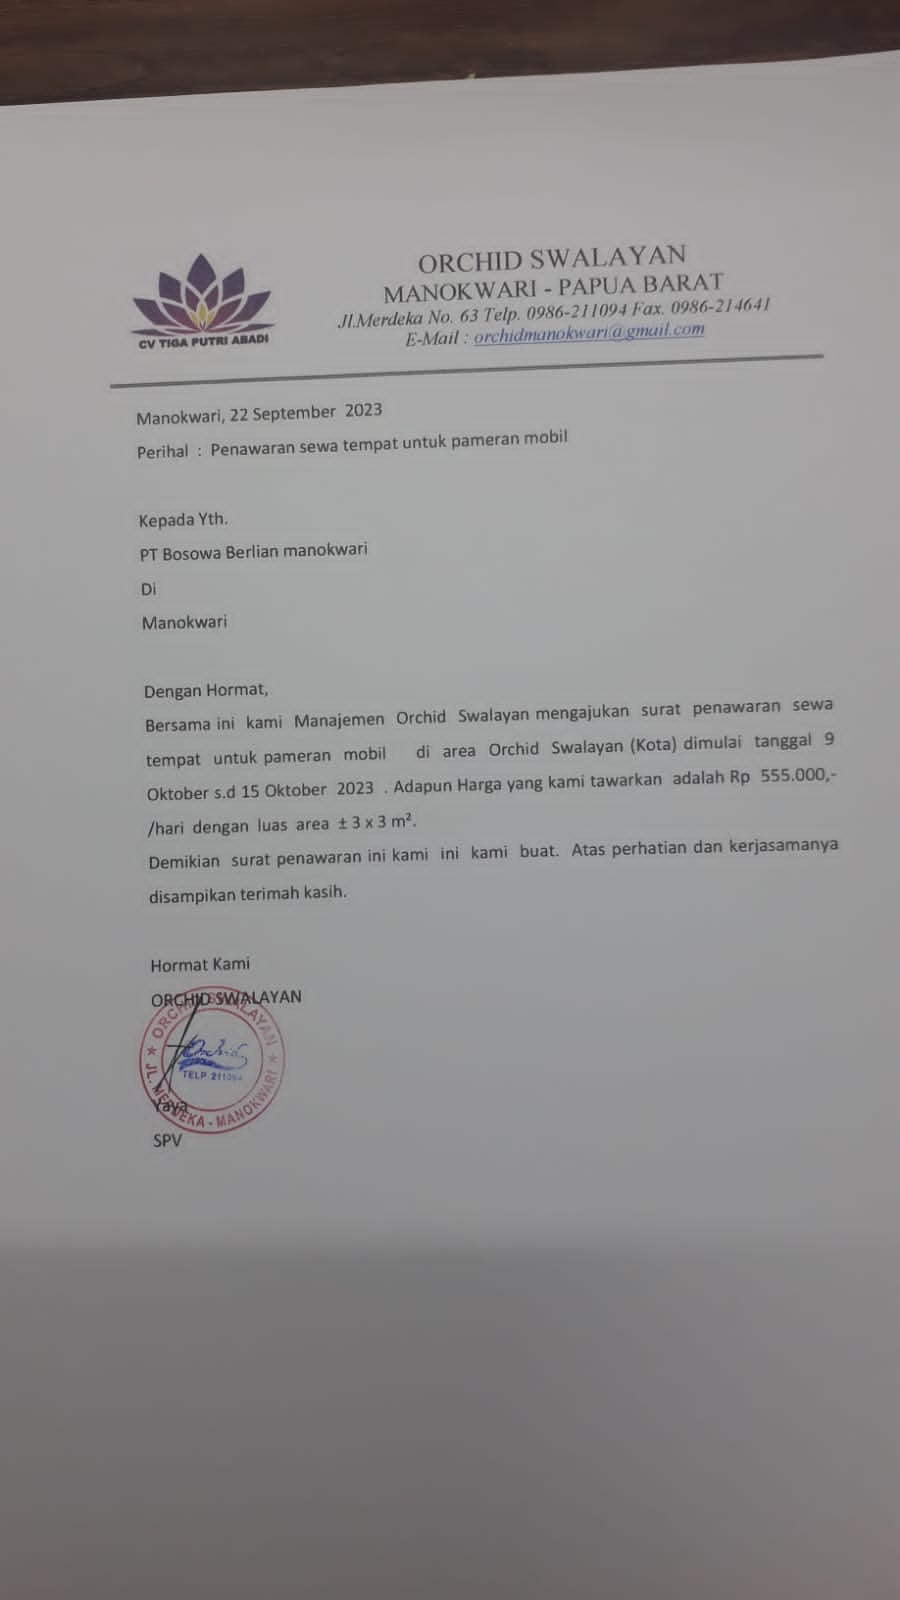 CV TIGA PUTRI ABADI
ORCHID SWALAYAN
MANOKWARI - PAPUA BARAT
Jl.Merdeka No. 63 Telp. 0986-211094 Fax. 0986-214641
E-Mail : orchidmanokwari@gmail.com
Manokwari, 22 September 2023
Perihal : Penawaran sewa tempat untuk pameran mobil
Kepada Yth.
PT Bosowa Berlian manokwari
Di
Manokwari
Dengan Hormat,
Bersama ini kami Manajemen Orchid Swalayan mengajukan surat penawaran sewa
tempat untuk pameran mobil di area Orchid Swalayan (Kota) dimulai tanggal 9
Oktober s.d 15 Oktober 2023 . Adapun Harga yang kami tawarkan adalah Rp 555.000,-
/hari dengan luas area ± 3 x 3 m².
Demikian surat penawaran ini kami ini kami buat. Atas perhatian dan kerjasamanya
disampikan terimah kasih.
Hormat Kami
ORCHID SWALAYAN
ORCHID SWALAYAN
Orchid
TELP. 211094
JL. MERDEKA - MANOKWARI
Yaya
SPV